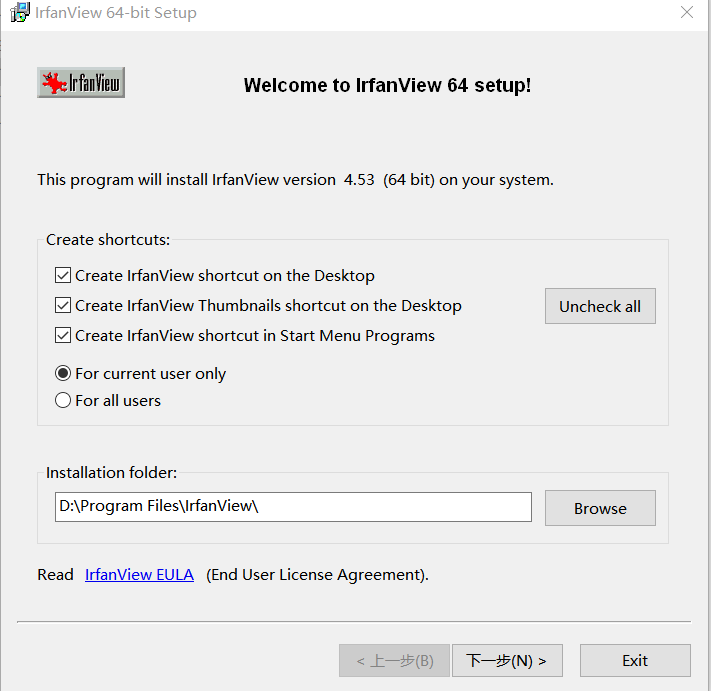 IrfanView 64-bit Setup
IrfanView
Welcome to IrfanView 64 setup!
This program will install IrfanView version 4.53 (64 bit) on your system.
Create shortcuts:
Create IrfanView shortcut on the Desktop
Create IrfanView Thumbnails shortcut on the Desktop
Uncheck all
Create IrfanView shortcut in Start Menu Programs
For current user only
For all users
Installation folder:
D:\Program Files\IrfanView\
Browse
Read IrfanView EULA (End User License Agreement).
< 上一步(B) 下一步(N) > Exit